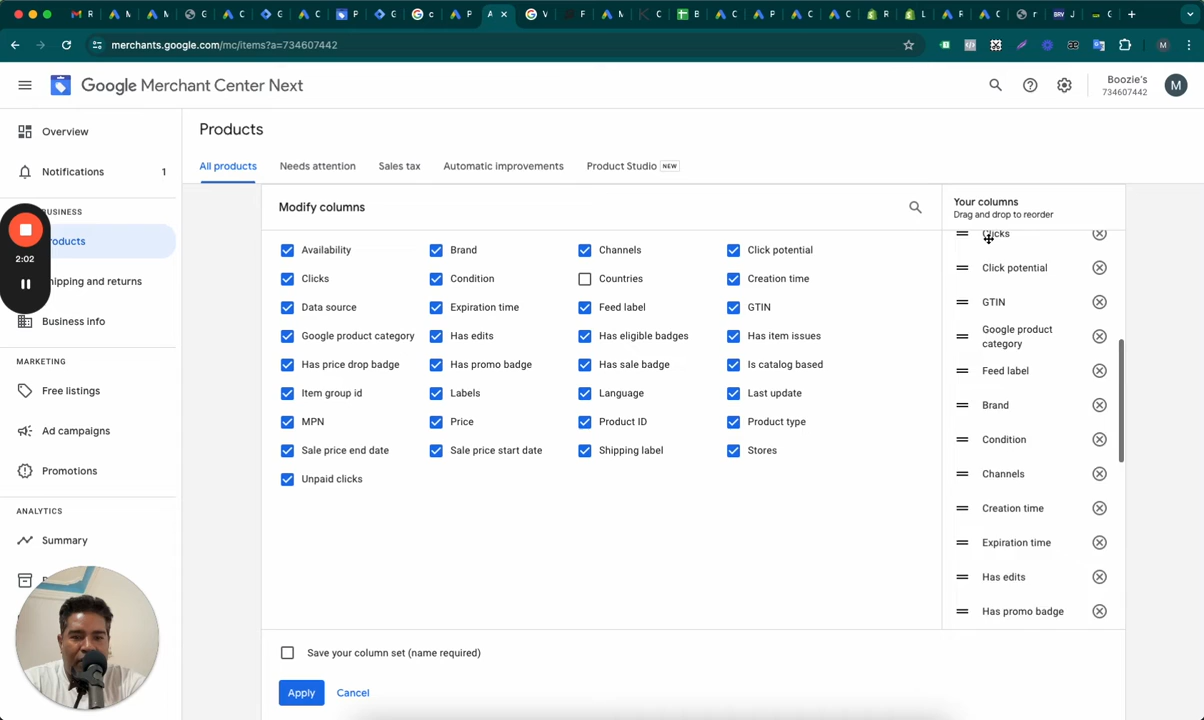 merchants.google.com/mc/items?a=734607442
Google Merchant Center Next
Boozie's
734607442
M
Overview
Notifications 1
BUSINESS
Products
Shipping and returns
Business info
MARKETING
Free listings
Ad campaigns
Promotions
ANALYTICS
Summary
2:02
Products
All products
Needs attention
Sales tax
Automatic improvements
Product Studio NEW
Modify columns
Availability Brand Channels Click potential
Clicks Condition Countries Creation time
Data source Expiration time Feed label GTIN
Google product category Has edits Has eligible badges Has item issues
Has price drop badge Has promo badge Has sale badge Is catalog based
Item group id Labels Language Last update
MPN Price Product ID Product type
Sale price end date Sale price start date Shipping label Stores
Unpaid clicks
Save your column set (name required)
Apply Cancel
Your columns
Drag and drop to reorder
Clicks
Click potential
GTIN
Google product
category
Feed label
Brand
Condition
Channels
Creation time
Expiration time
Has edits
Has promo badge